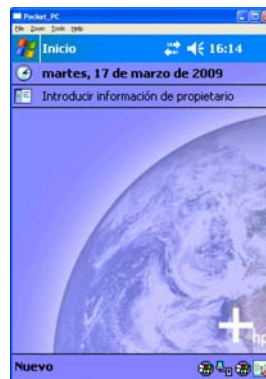 Pocket_PC
File Zoom Tools Help
Inicio 16:14
martes, 17 de marzo de 2009
Introducir información de propietario
hp
Nuevo